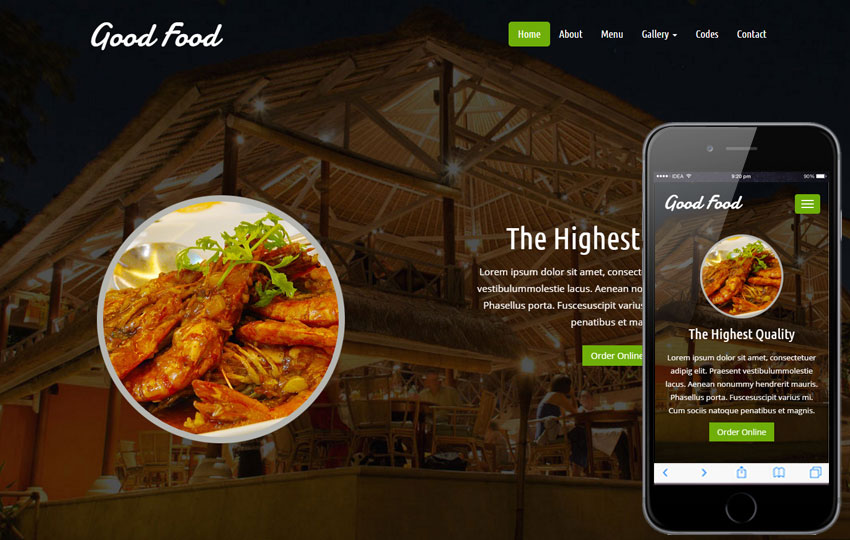 Good Food
Home About Menu Gallery Codes Contact
The Highest
Lorem ipsum dolor sit amet, consect
vestibulummolestie lacus. Aenean no
Phasellus porta. Fuscesuscipit varius
penatibus et ma
Order Online
IDEA 9:20 pm 90%
Good Food
The Highest Quality
Lorem ipsum dolor sit amet, consectetuer
adipig elit. Praesent vestibulummolestie
lacus. Aenean nonummy hendrerit mauris.
Phasellus porta. Fuscesuscipit varius mi.
Cum sociis natoque penatibus et magnis.
Order Online